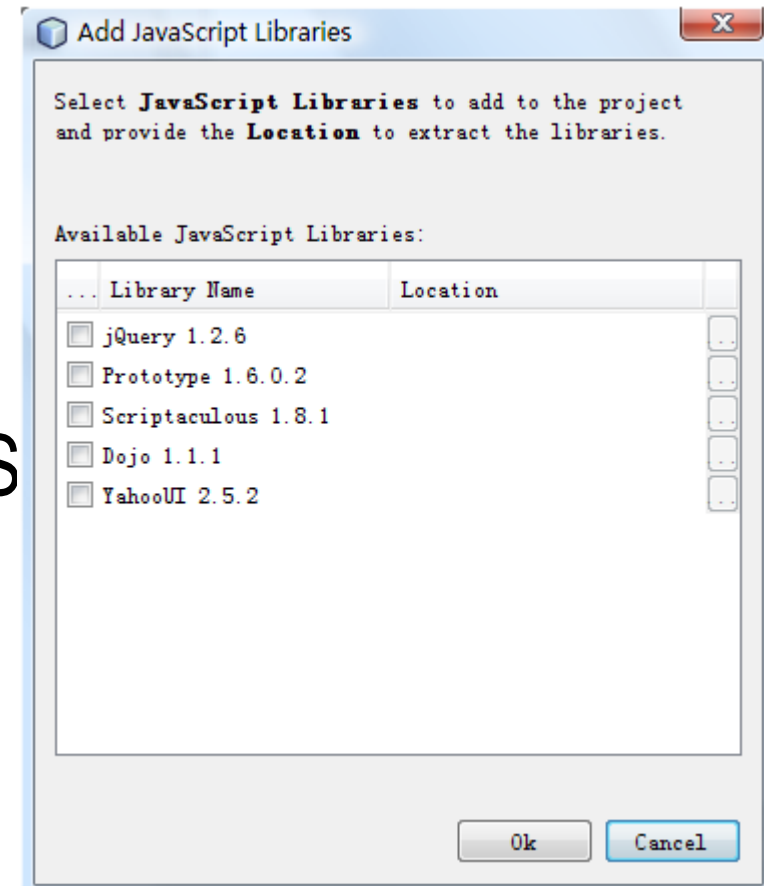 Add JavaScript Libraries
Select JavaScript Libraries to add to the project
and provide the Location to extract the libraries.
Available JavaScript Libraries:
... Library Name Location
jQuery 1.2.6 ...
Prototype 1.6.0.2 ...
Scriptaculous 1.8.1 ...
s
Dojo 1.1.1 ...
YahooUI 2.5.2 ...
Ok Cancel